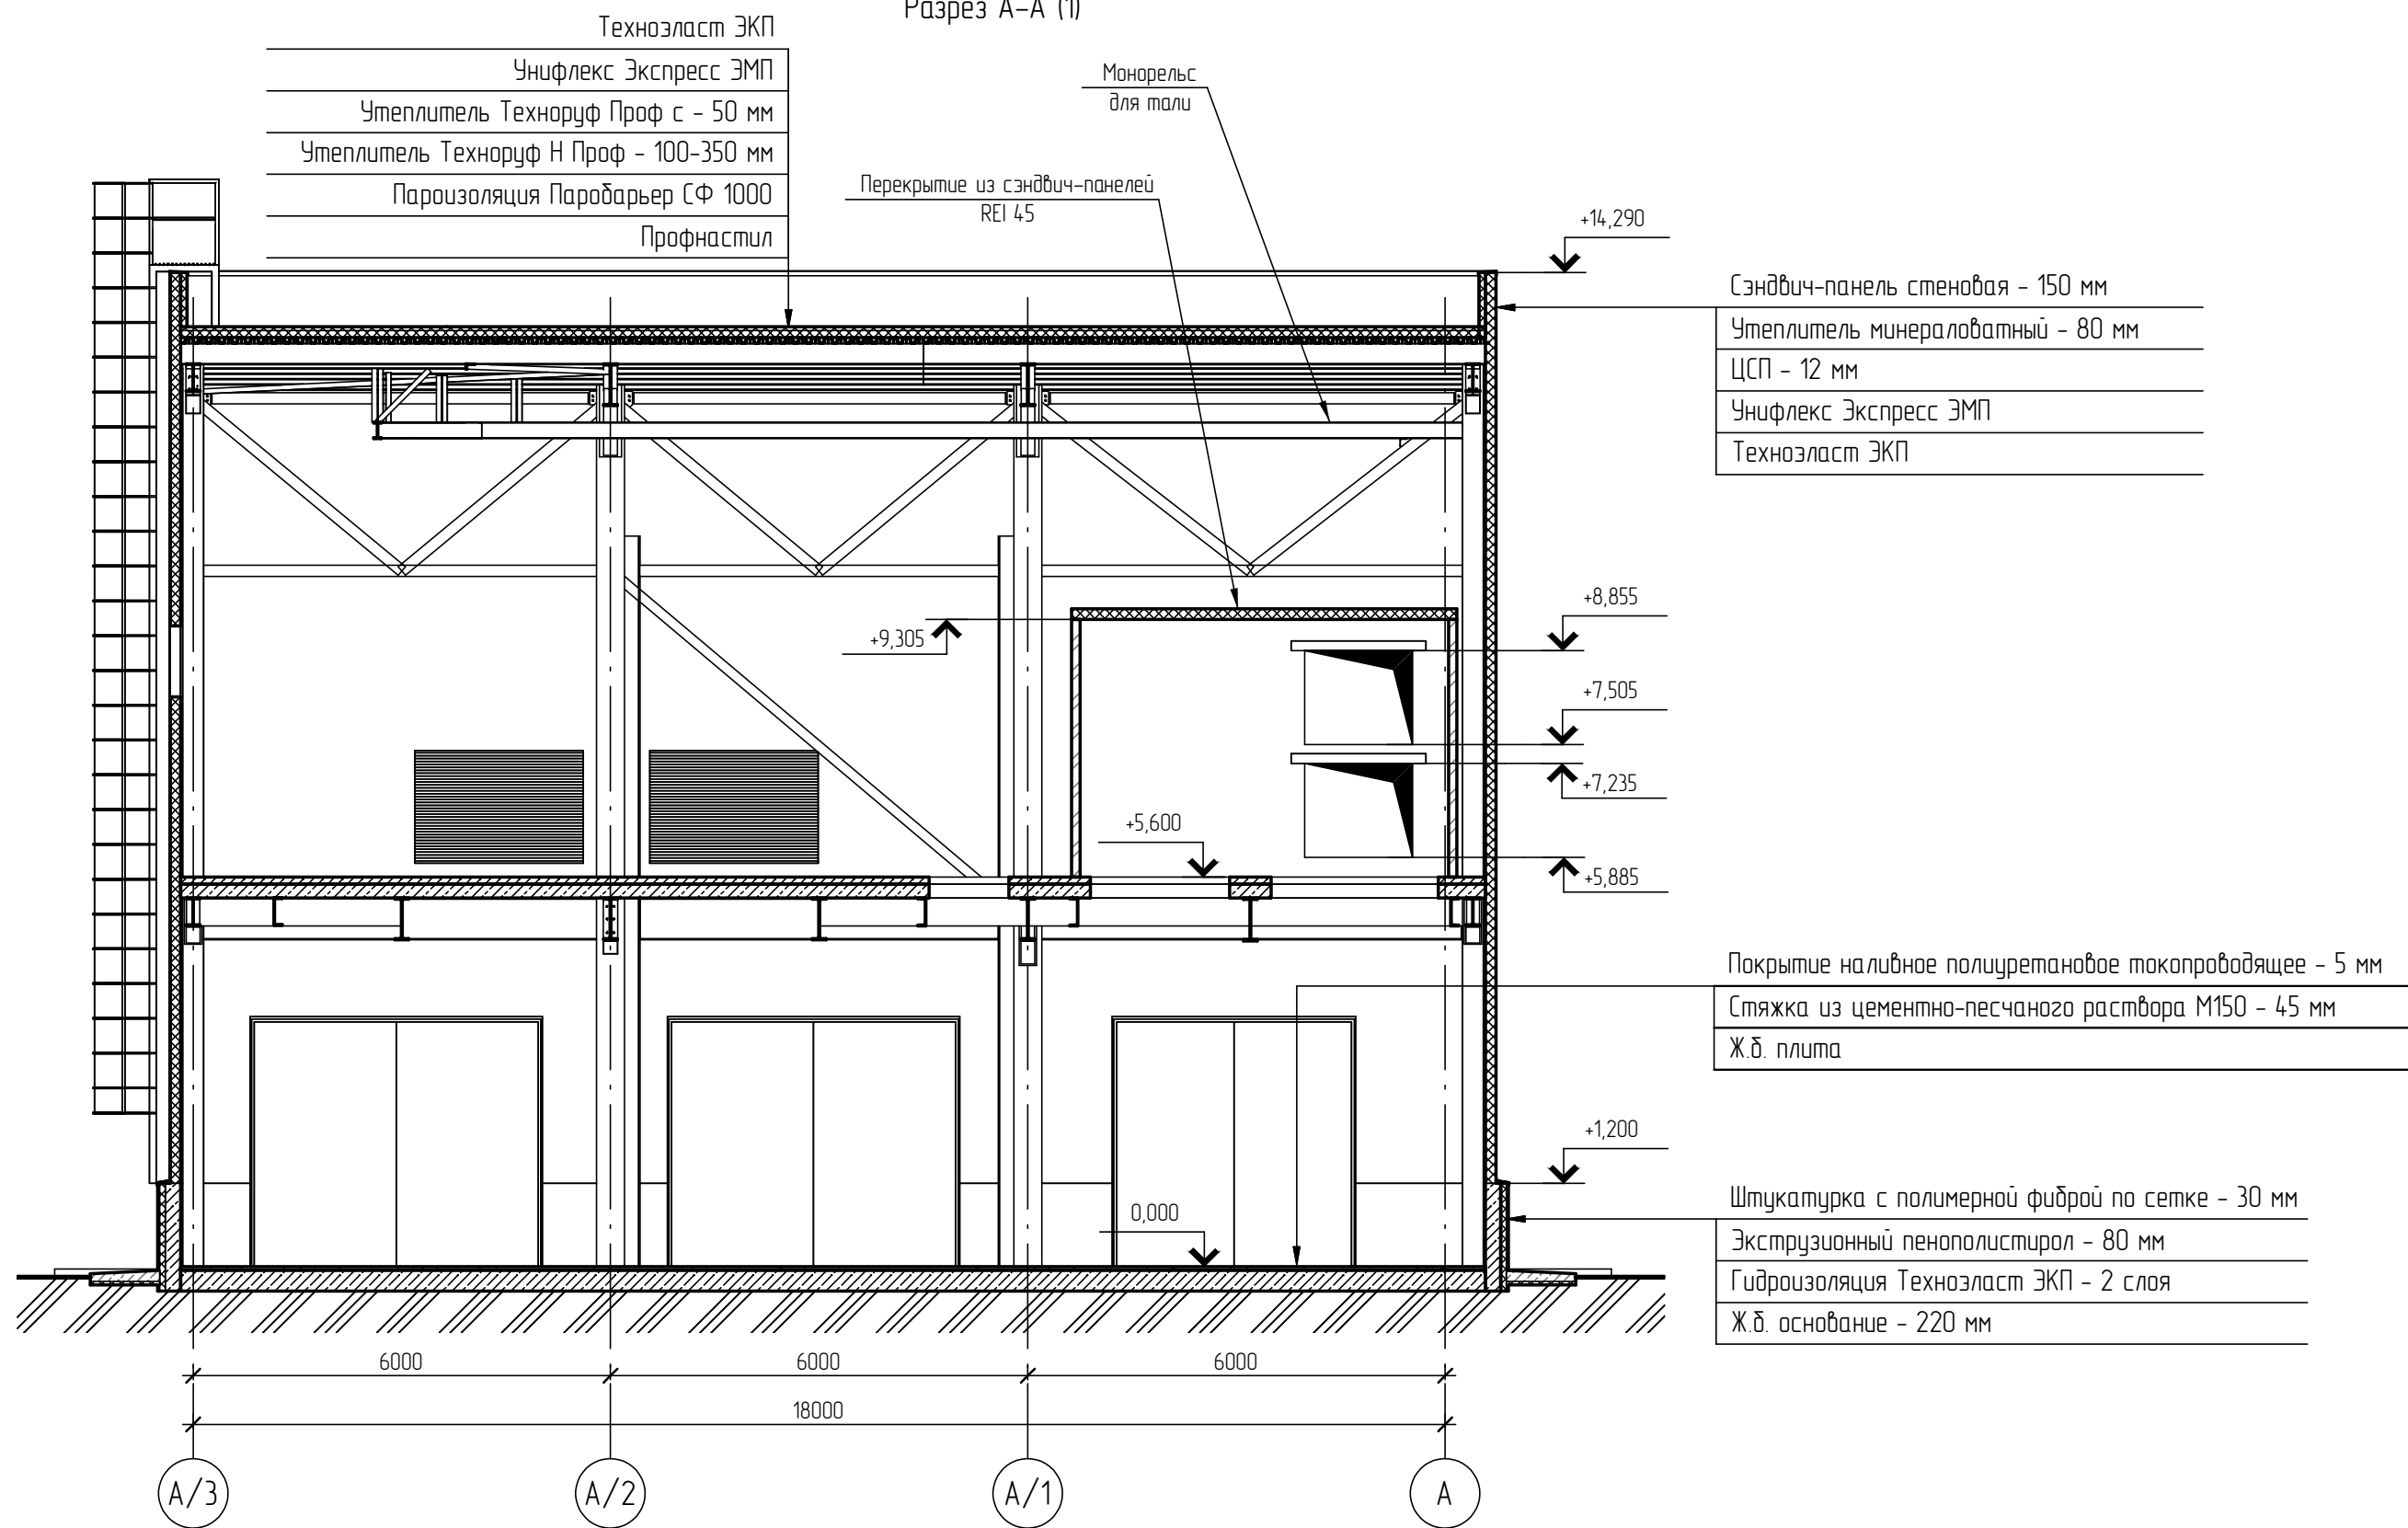 Разрез А-А (1)
Техноэласт ЭКП
Унифлекс Экспресс ЭМП
Утеплитель Техноруф Проф с - 50 мм
Утеплитель Техноруф Н Проф - 100-350 мм
Пароизоляция Паробарьер СФ 1000
Профнастил
Монорельс
для тали
Перекрытие из сэндвич-панелей
REI 45
+14,290
Сэндвич-панель стеновая - 150 мм
Утеплитель минераловатный - 80 мм
ЦСП - 12 мм
Унифлекс Экспресс ЭМП
Техноэласт ЭКП
+8,855
+9,305
+7,505
+7,235
+5,600
+5,885
Покрытие наливное полиуретановое токопроводящее - 5 мм
Стяжка из цементно-песчаного раствора М150 - 45 мм
Ж.б. плита
+1,200
0,000
Штукатурка с полимерной фиброй по сетке - 30 мм
Экструзионный пенополистирол - 80 мм
Гидроизоляция Техноэласт ЭКП - 2 слоя
Ж.б. основание - 220 мм
6000
6000
6000
18000
А/3
А/2
А/1
А